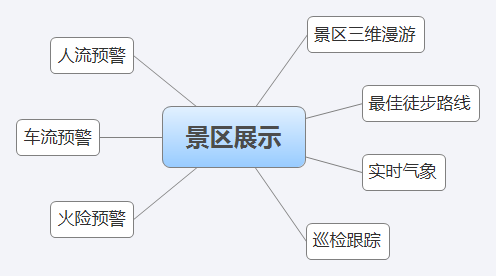 景区三维漫游
人流预警
最佳徒步路线
景区展示
车流预警
实时气象
火险预警
巡检跟踪